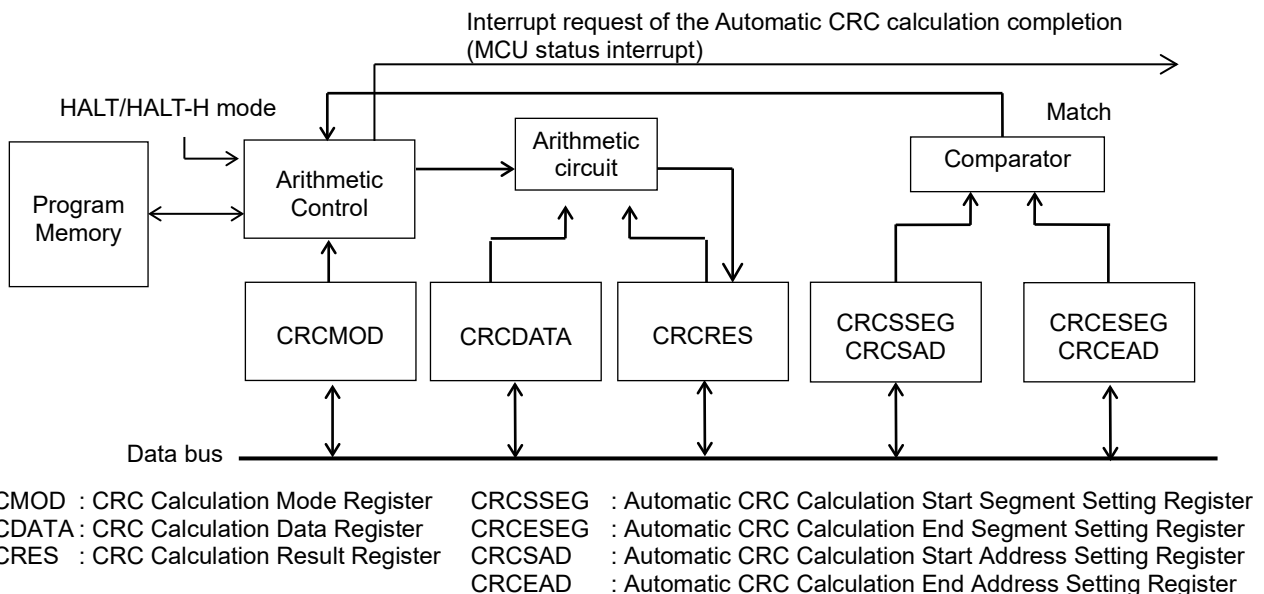 Interrupt request of the Automatic CRC calculation completion
(MCU status interrupt)
HALT/HALT-H mode
Match
Program
Memory
Arithmetic
Control
Arithmetic
circuit
Comparator
CRCMOD
CRCDATA
CRCRES
CRCSSEG
CRCSAD
CRCESEG
CRCEAD
Data bus
CMOD : CRC Calculation Mode Register
CDATA : CRC Calculation Data Register
CRES : CRC Calculation Result Register
CRCSSEG : Automatic CRC Calculation Start Segment Setting Register
CRCESEG : Automatic CRC Calculation End Segment Setting Register
CRCSAD : Automatic CRC Calculation Start Address Setting Register
CRCEAD : Automatic CRC Calculation End Address Setting Register